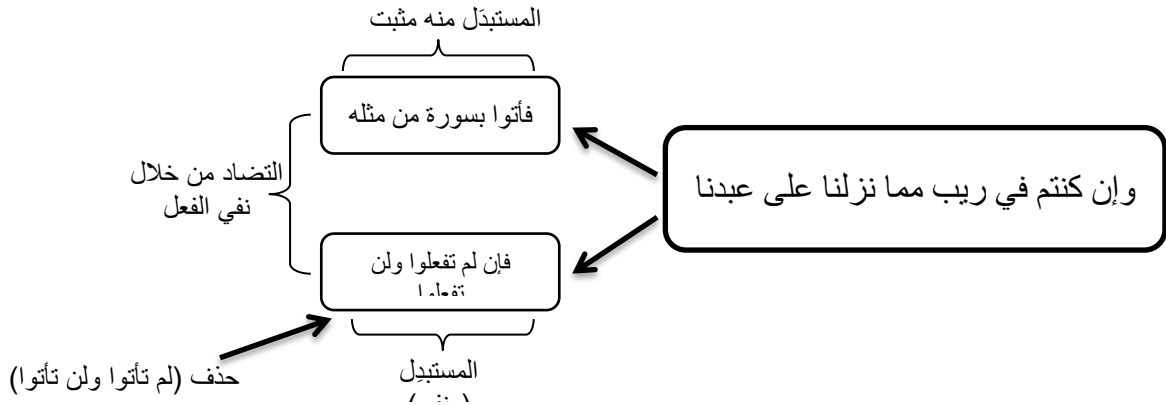 المستبدَل منه مثبت
فأتوا بسورة من مثله
وإن كنتم في ريب مما نزلنا على عبدنا
التضاد من خلال
نفي الفعل
فإن لم تفعلوا ولن
تفعلوا
حذف (لم تأتوا ولن تأتوا)
المستبدِل